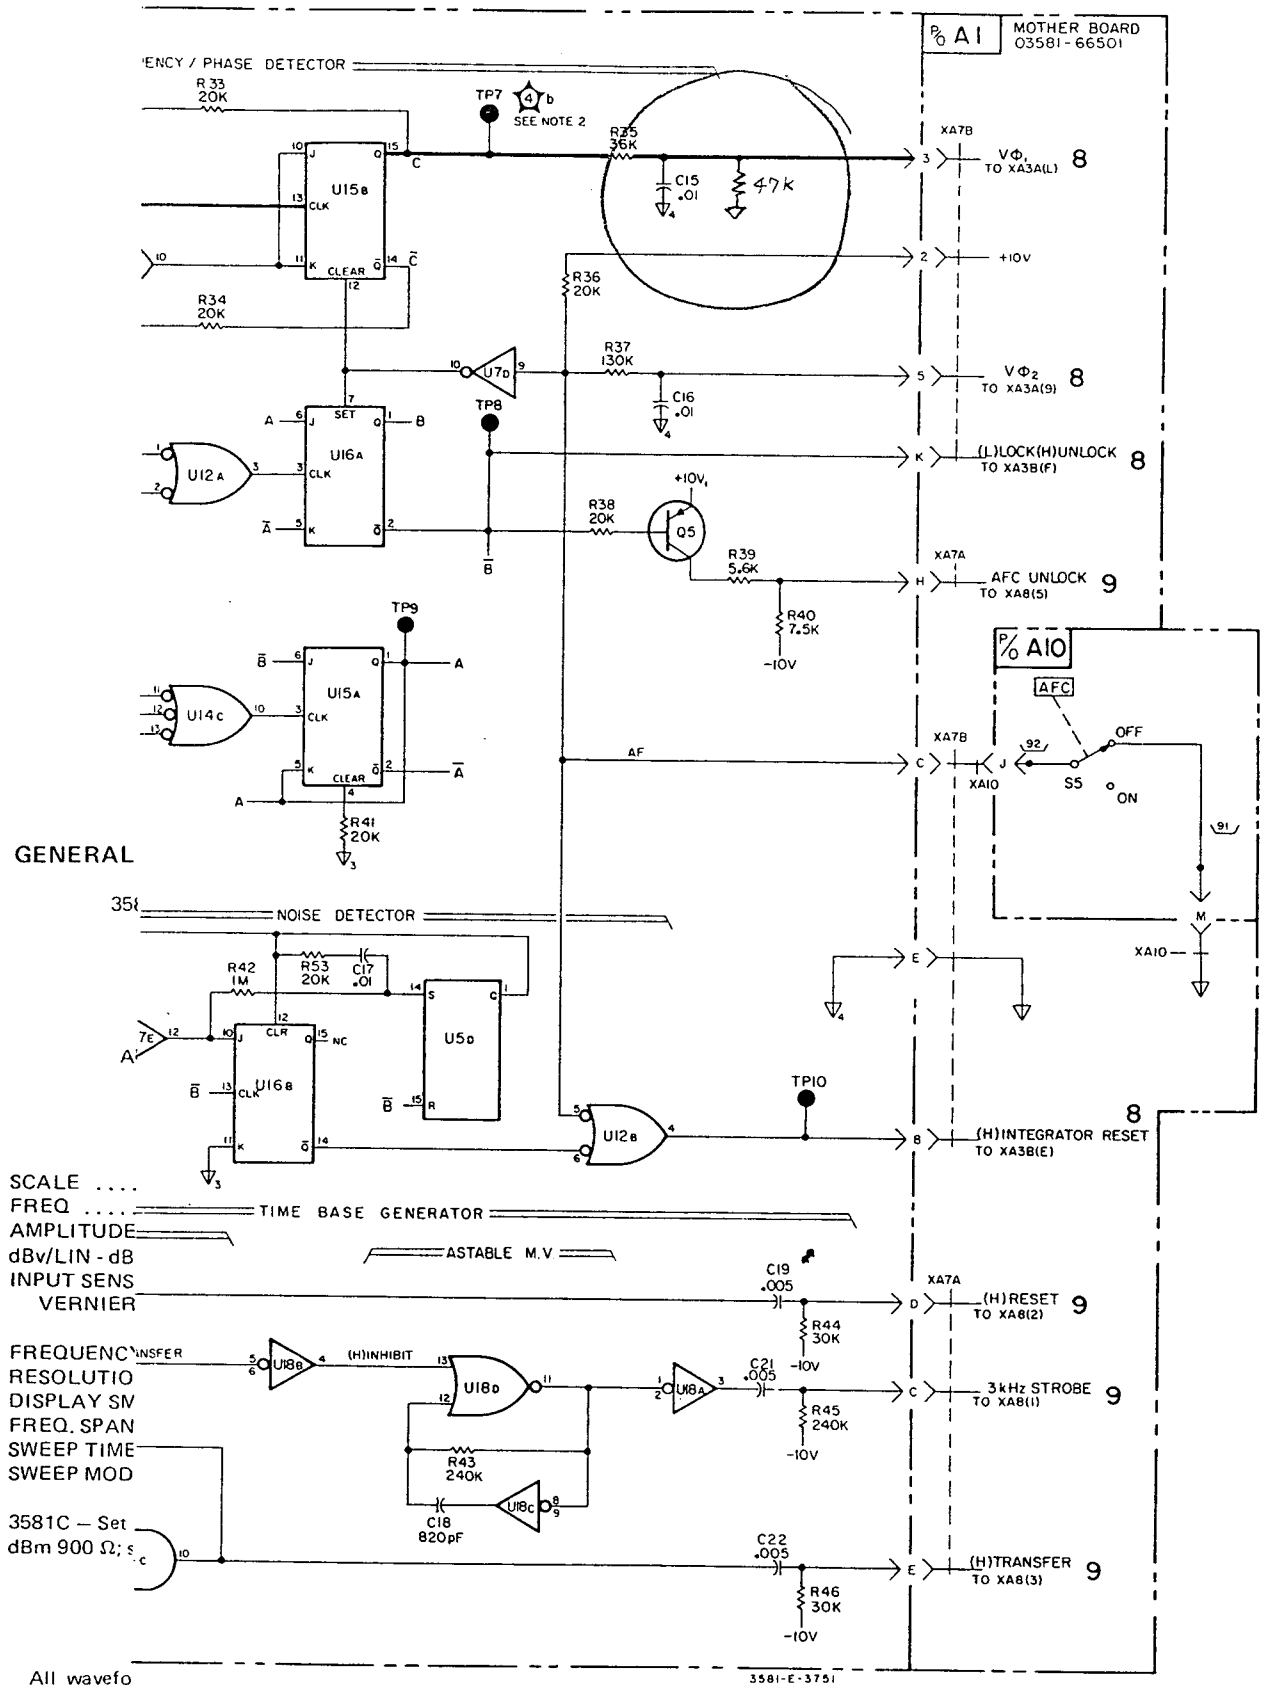 P/O A1
MOTHER BOARD
03581-66501
ENCY / PHASE DETECTOR
R33
20K
TP7
4 b
SEE NOTE 2
R35
36K
XA7B
10 J Q 15 C
U15B
13 CLK
11 K CLEAR Q̅ 14 C̅
12
10
C15
.01
4
47K
3
VΦ1
TO XA3A(L)
8
2
+10V
R36
20K
R34
20K
R37
130K
10 U7D 9
5
VΦ2
TO XA3A(9)
8
C16
.01
4
7
SET
A 6 J Q 1 B
U16A
3 CLK
A̅ 5 K Q̅ 2
TP8
1
2
U12A
3
K
(L)LOCK(H)UNLOCK
TO XA3B(F)
8
+10V1
R38
20K
Q5
B̅
R39
5.6K
XA7A
H
AFC UNLOCK
TO XA8(5)
9
R40
7.5K
-10V
TP9
P/O A10
B̅ 6 J Q 1 A
U15A
3 CLK
5 K Q̅ 2 A̅
CLEAR
4
A
11
12
13
U14C
10
AFC
OFF
92
S5
ON
91
AF
XA7B
C
J
XA10
R41
20K
3
GENERAL
358
NOISE DETECTOR
M
XA10
R42
1M
R53
20K
C17
.01
E
4
14 S Q 1
U5D
B̅ 15 R
7E 12
12
CLR
10 J Q 15 NC
U16B
B̅ 13 CLK
11 K Q̅ 14
3
A
TP10
5
6
U12B
4
8
8
(H)INTEGRATOR RESET
TO XA3B(E)
SCALE ....
FREQ ....
TIME BASE GENERATOR
AMPLITUDE
dBv/LIN - dB
ASTABLE M.V
INPUT SENS
VERNIER
C19
.005
XA7A
D
(H)RESET
TO XA8(2)
9
R44
30K
-10V
FREQUENC
NSFER
5
6
U18B
4
(H)INHIBIT
13
12
U18D
11
1
2
U18A
3
C21
.005
C
3kHz STROBE
TO XA8(1)
9
RESOLUTIO
DISPLAY SM
FREQ. SPAN
SWEEP TIME
SWEEP MOD
R45
240K
-10V
R43
240K
U18C
8
9
C18
820pF
3581C – Set
dBm 900 Ω; s
C
10
C22
.005
E
(H)TRANSFER
TO XA8(3)
9
R46
30K
-10V
All wavefo
3581-E-3751